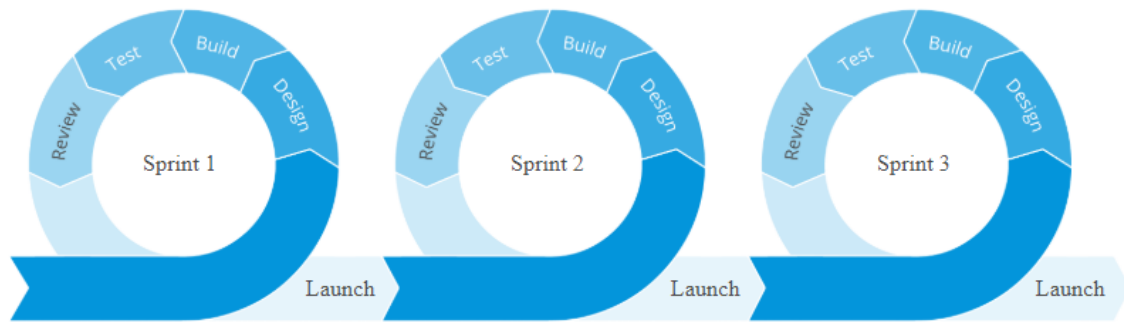 Test
Build
Design
Review
Sprint 1
Launch
Test
Build
Design
Review
Sprint 2
Launch
Test
Build
Design
Review
Sprint 3
Launch